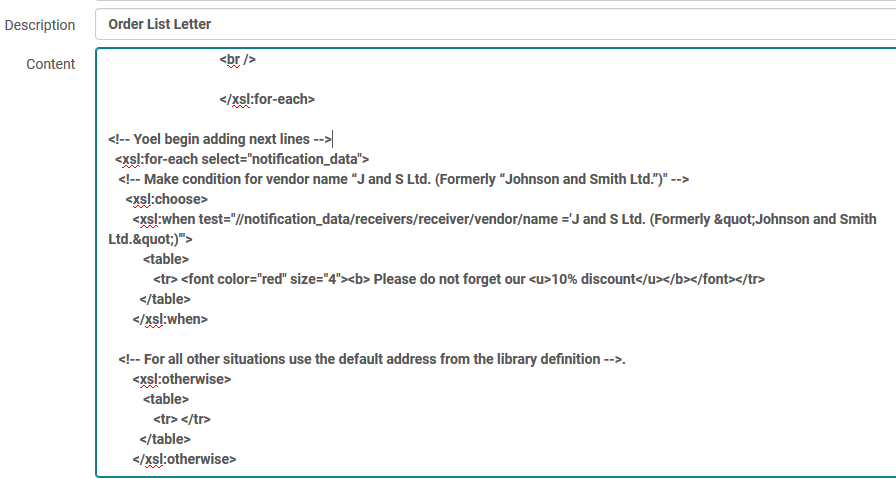 Description
Order List Letter
Content
<br />
</xsl:for-each>
<!-- Yoel begin adding next lines -->
<xsl:for-each select="notification_data">
<!-- Make condition for vendor name “J and S Ltd. (Formerly “Johnson and Smith Ltd.”)" -->
<xsl:choose>
<xsl:when test="//notification_data/receivers/receiver/vendor/name ='J and S Ltd. (Formerly &quot;Johnson and Smith
Ltd.&quot;)'">
<table>
<tr> <font color="red" size="4"><b> Please do not forget our <u>10% discount</u></b></font></tr>
</table>
</xsl:when>
<!-- For all other situations use the default address from the library definition -->.
<xsl:otherwise>
<table>
<tr> </tr>
</table>
</xsl:otherwise>